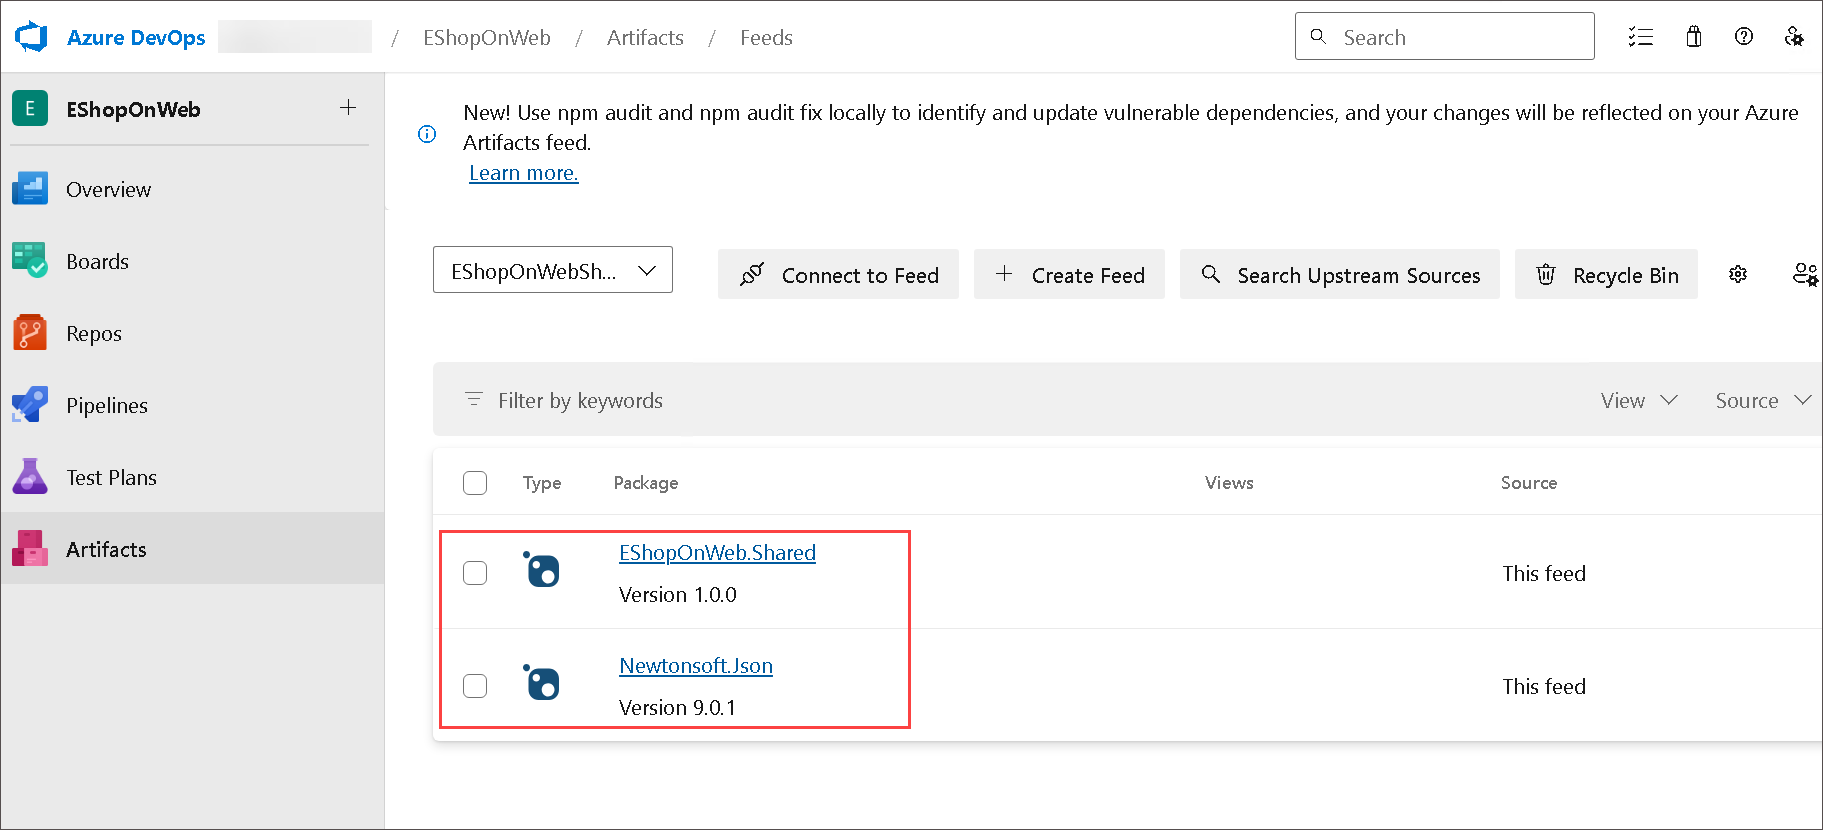 Azure DevOps / EShopOnWeb / Artifacts / Feeds
Search
E EShopOnWeb
Overview
Boards
Repos
Pipelines
Test Plans
Artifacts
New! Use npm audit and npm audit fix locally to identify and update vulnerable dependencies, and your changes will be reflected on your Azure
Artifacts feed.
Learn more.
EShopOnWebSh...
Connect to Feed
Create Feed
Search Upstream Sources
Recycle Bin
Filter by keywords
View
Source
Type Package Views Source
EShopOnWeb.Shared
Version 1.0.0
This feed
Newtonsoft.Json
Version 9.0.1
This feed